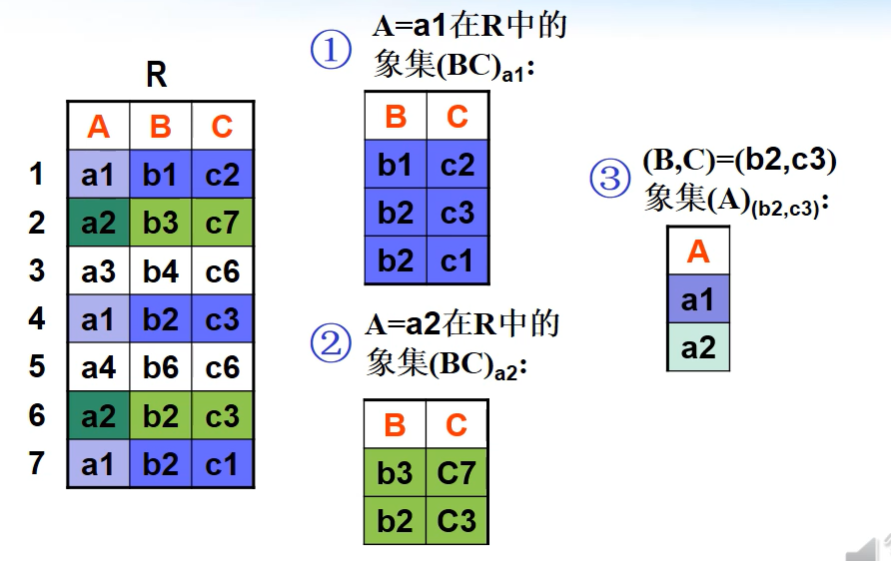 R
A B C
1 a1 b1 c2
2 a2 b3 c7
3 a3 b4 c6
4 a1 b2 c3
5 a4 b6 c6
6 a2 b2 c3
7 a1 b2 c1
① A=a1在R中的
象集(BC)a1:
B C
b1 c2
b2 c3
b2 c1
② A=a2在R中的
象集(BC)a2:
B C
b3 C7
b2 C3
③ (B,C)=(b2,c3)
象集(A)(b2,c3):
A
a1
a2